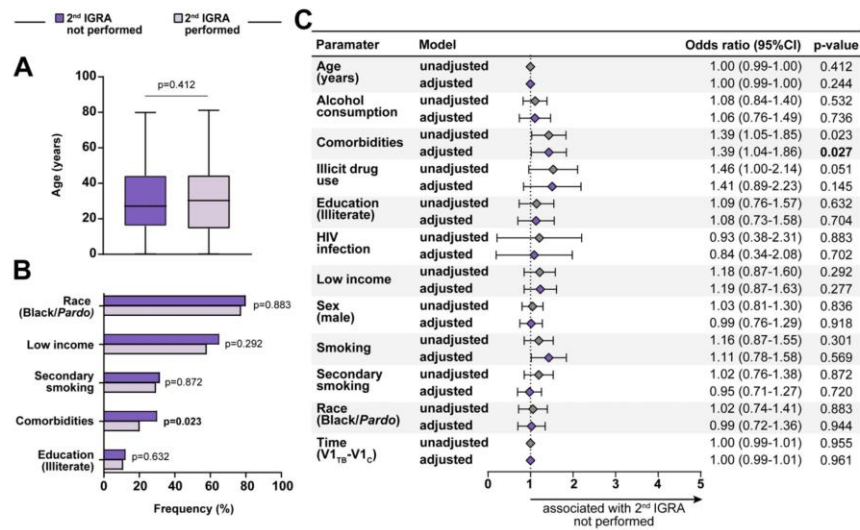 2nd IGRA
not performed
2nd IGRA
performed
A
p=0.412
100
80
60
40
20
0
Age (years)
B
Race
(Black/Pardo)
p=0.883
Low income
p=0.292
Secondary
smoking
p=0.872
Comorbidities
p=0.023
Education
(Illiterate)
p=0.632
0 20 40 60 80 100
Frequency (%)
C
Paramater Model Odds ratio (95%CI) p-value
Age
(years)
unadjusted 1.00 (0.99-1.00) 0.412
adjusted 1.00 (0.99-1.00) 0.244
Alcohol
consumption
unadjusted 1.08 (0.84-1.40) 0.532
adjusted 1.06 (0.76-1.49) 0.736
Comorbidities
unadjusted 1.39 (1.05-1.85) 0.023
adjusted 1.39 (1.04-1.86) 0.027
Illicit drug
use
unadjusted 1.46 (1.00-2.14) 0.051
adjusted 1.41 (0.89-2.23) 0.145
Education
(Illiterate)
unadjusted 1.09 (0.76-1.57) 0.632
adjusted 1.08 (0.73-1.58) 0.704
HIV
infection
unadjusted 0.93 (0.38-2.31) 0.883
adjusted 0.84 (0.34-2.08) 0.702
Low income
unadjusted 1.18 (0.87-1.60) 0.292
adjusted 1.19 (0.87-1.63) 0.277
Sex
(male)
unadjusted 1.03 (0.81-1.30) 0.836
adjusted 0.99 (0.76-1.29) 0.918
Smoking
unadjusted 1.16 (0.87-1.55) 0.301
adjusted 1.11 (0.78-1.58) 0.569
Secondary
smoking
unadjusted 1.02 (0.76-1.38) 0.872
adjusted 0.95 (0.71-1.27) 0.720
Race
(Black/Pardo)
unadjusted 1.02 (0.74-1.41) 0.883
adjusted 0.99 (0.72-1.36) 0.944
Time
(V1TB-V1C)
unadjusted 1.00 (0.99-1.01) 0.955
adjusted 1.00 (0.99-1.01) 0.961
0 1 2 3 4 5
associated with 2nd IGRA
not performed